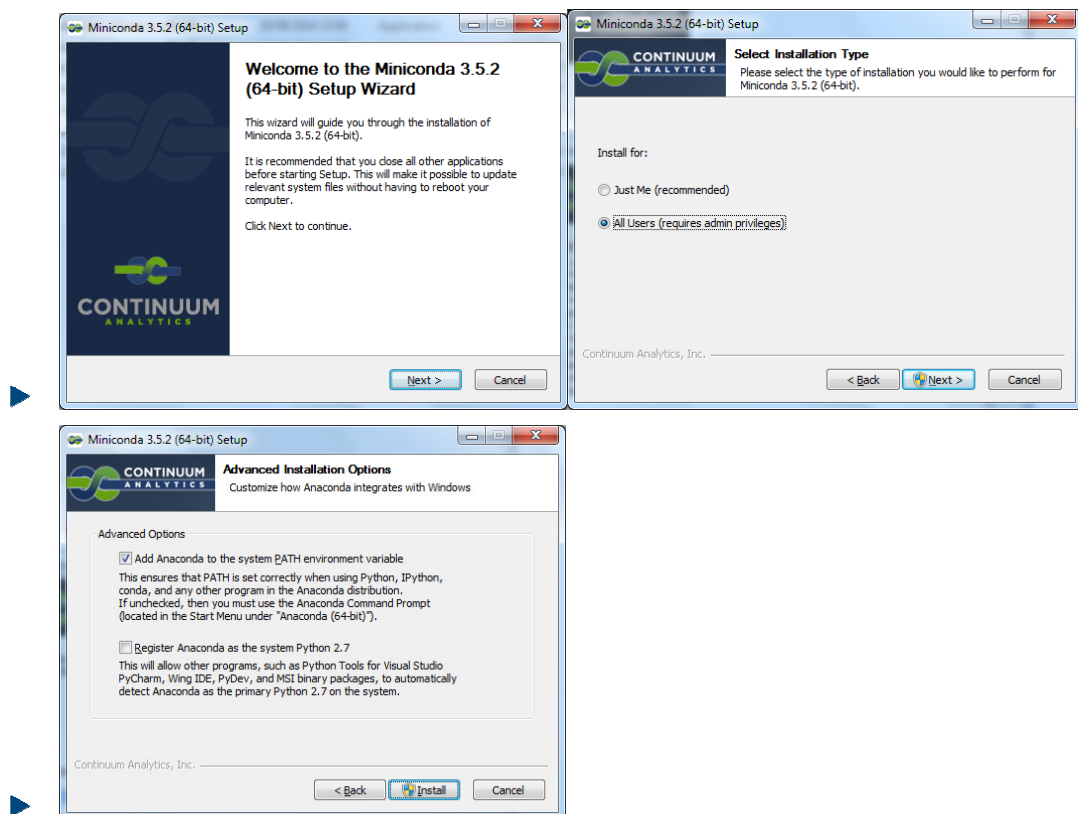 Miniconda 3.5.2 (64-bit) Setup
Welcome to the Miniconda 3.5.2
(64-bit) Setup Wizard
This wizard will guide you through the installation of
Miniconda 3.5.2 (64-bit).
It is recommended that you close all other applications
before starting Setup. This will make it possible to update
relevant system files without having to reboot your
computer.
Click Next to continue.
CONTINUUM
ANALYTICS
Next >
Cancel
Miniconda 3.5.2 (64-bit) Setup
CONTINUUM
ANALYTICS
Select Installation Type
Please select the type of installation you would like to perform for
Miniconda 3.5.2 (64-bit).
Install for:
Just Me (recommended)
All Users (requires admin privileges)
Continuum Analytics, Inc.
< Back
Next >
Cancel
Miniconda 3.5.2 (64-bit) Setup
CONTINUUM
ANALYTICS
Advanced Installation Options
Customize how Anaconda integrates with Windows
Advanced Options
Add Anaconda to the system PATH environment variable
This ensures that PATH is set correctly when using Python, IPython,
conda, and any other program in the Anaconda distribution.
If unchecked, then you must use the Anaconda Command Prompt
(located in the Start Menu under "Anaconda (64-bit)").
Register Anaconda as the system Python 2.7
This will allow other programs, such as Python Tools for Visual Studio
PyCharm, Wing IDE, PyDev, and MSI binary packages, to automatically
detect Anaconda as the primary Python 2.7 on the system.
Continuum Analytics, Inc.
< Back
Install
Cancel